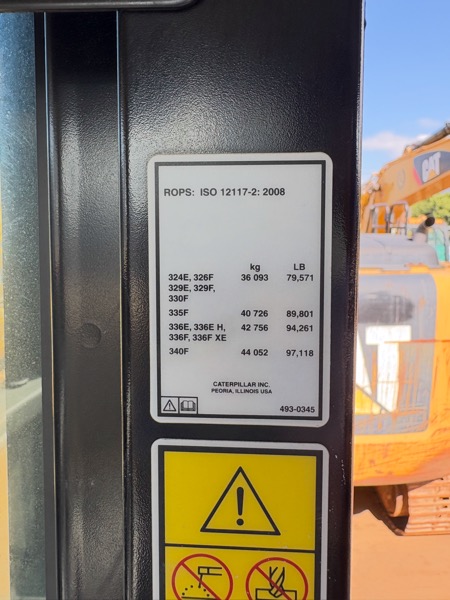 ROPS: ISO 12117-2: 2008
kg LB
324E, 326F 36 093 79,571
329E, 329F,
330F
335F 40 726 89,801
336E, 336E H, 42 756 94,261
336F, 336F XE
340F 44 052 97,118
CATERPILLAR INC.
PEORIA, ILLINOIS USA
493-0345
CAT